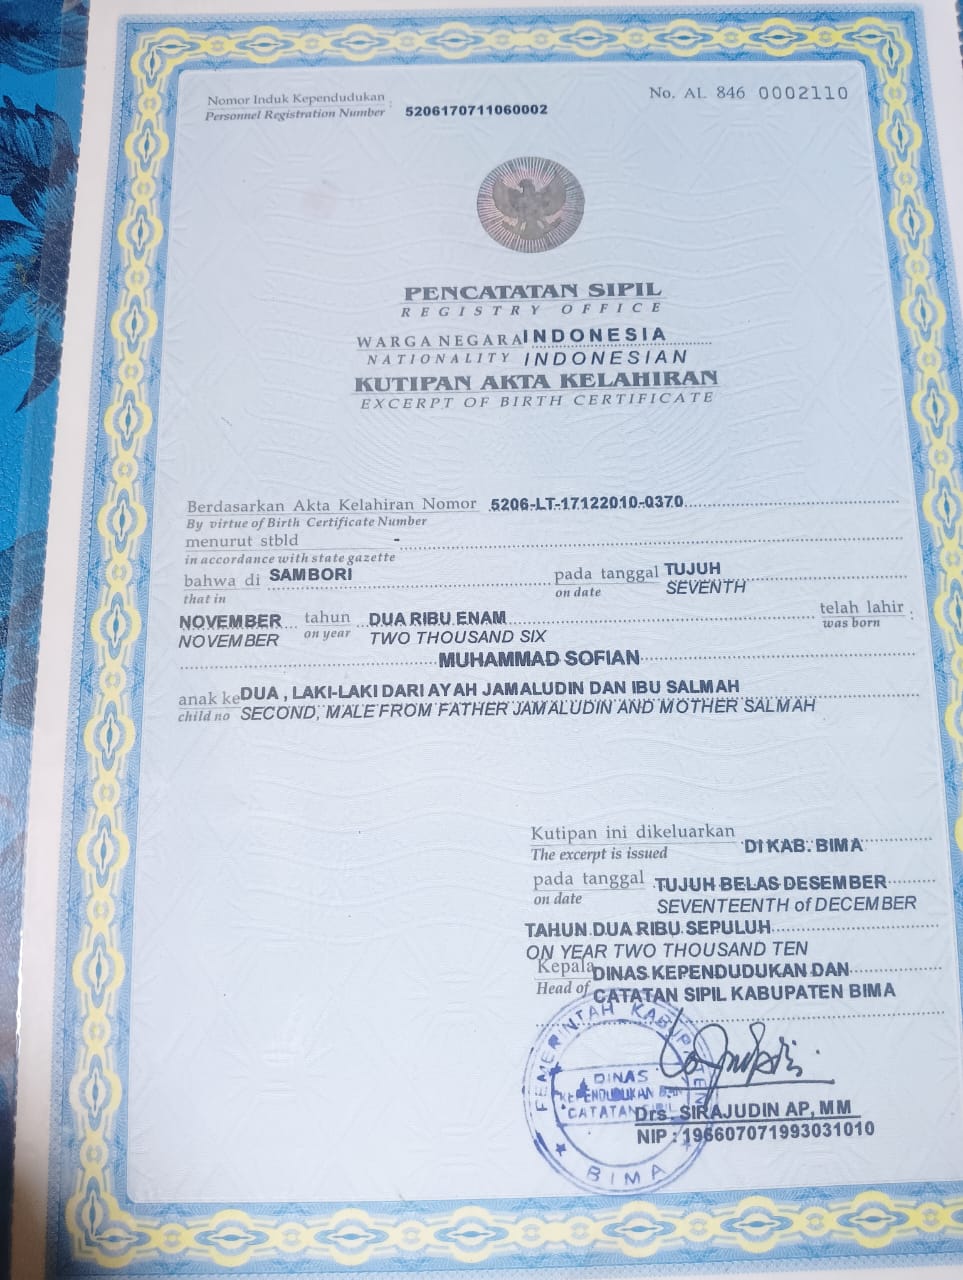 Nomor Induk Kependudukan :
Personnel Registration Number 5206170711060002
No. AL 846 0002110
PENCATATAN SIPIL
REGISTRY OFFICE
WARGA NEGARA INDONESIA
NATIONALITY INDONESIAN
KUTIPAN AKTA KELAHIRAN
EXCERPT OF BIRTH CERTIFICATE
Berdasarkan Akta Kelahiran Nomor 5206-LT-17122010-0370
By virtue of Birth Certificate Number
menurut stbld -
in accordance with state gazette
bahwa di SAMBORI pada tanggal TUJUH
that in on date SEVENTH
NOVEMBER tahun DUA RIBU ENAM telah lahir :
NOVEMBER on year TWO THOUSAND SIX was born
MUHAMMAD SOFIAN
anak ke DUA , LAKI-LAKI DARI AYAH JAMALUDIN DAN IBU SALMAH
child no SECOND, MALE FROM FATHER JAMALUDIN AND MOTHER SALMAH
Kutipan ini dikeluarkan DI KAB. BIMA
The excerpt is issued
pada tanggal TUJUH BELAS DESEMBER
on date SEVENTEENTH of DECEMBER
TAHUN DUA RIBU SEPULUH
ON YEAR TWO THOUSAND TEN
Kepala DINAS KEPENDUDUKAN DAN
Head of CATATAN SIPIL KABUPATEN BIMA
PEMERINTAH KABUPATEN
DINAS
KEPENDUDUKAN DAN
CATATAN SIPIL
BIMA
Drs. SIRAJUDIN AP, MM
NIP : 196607071993031010